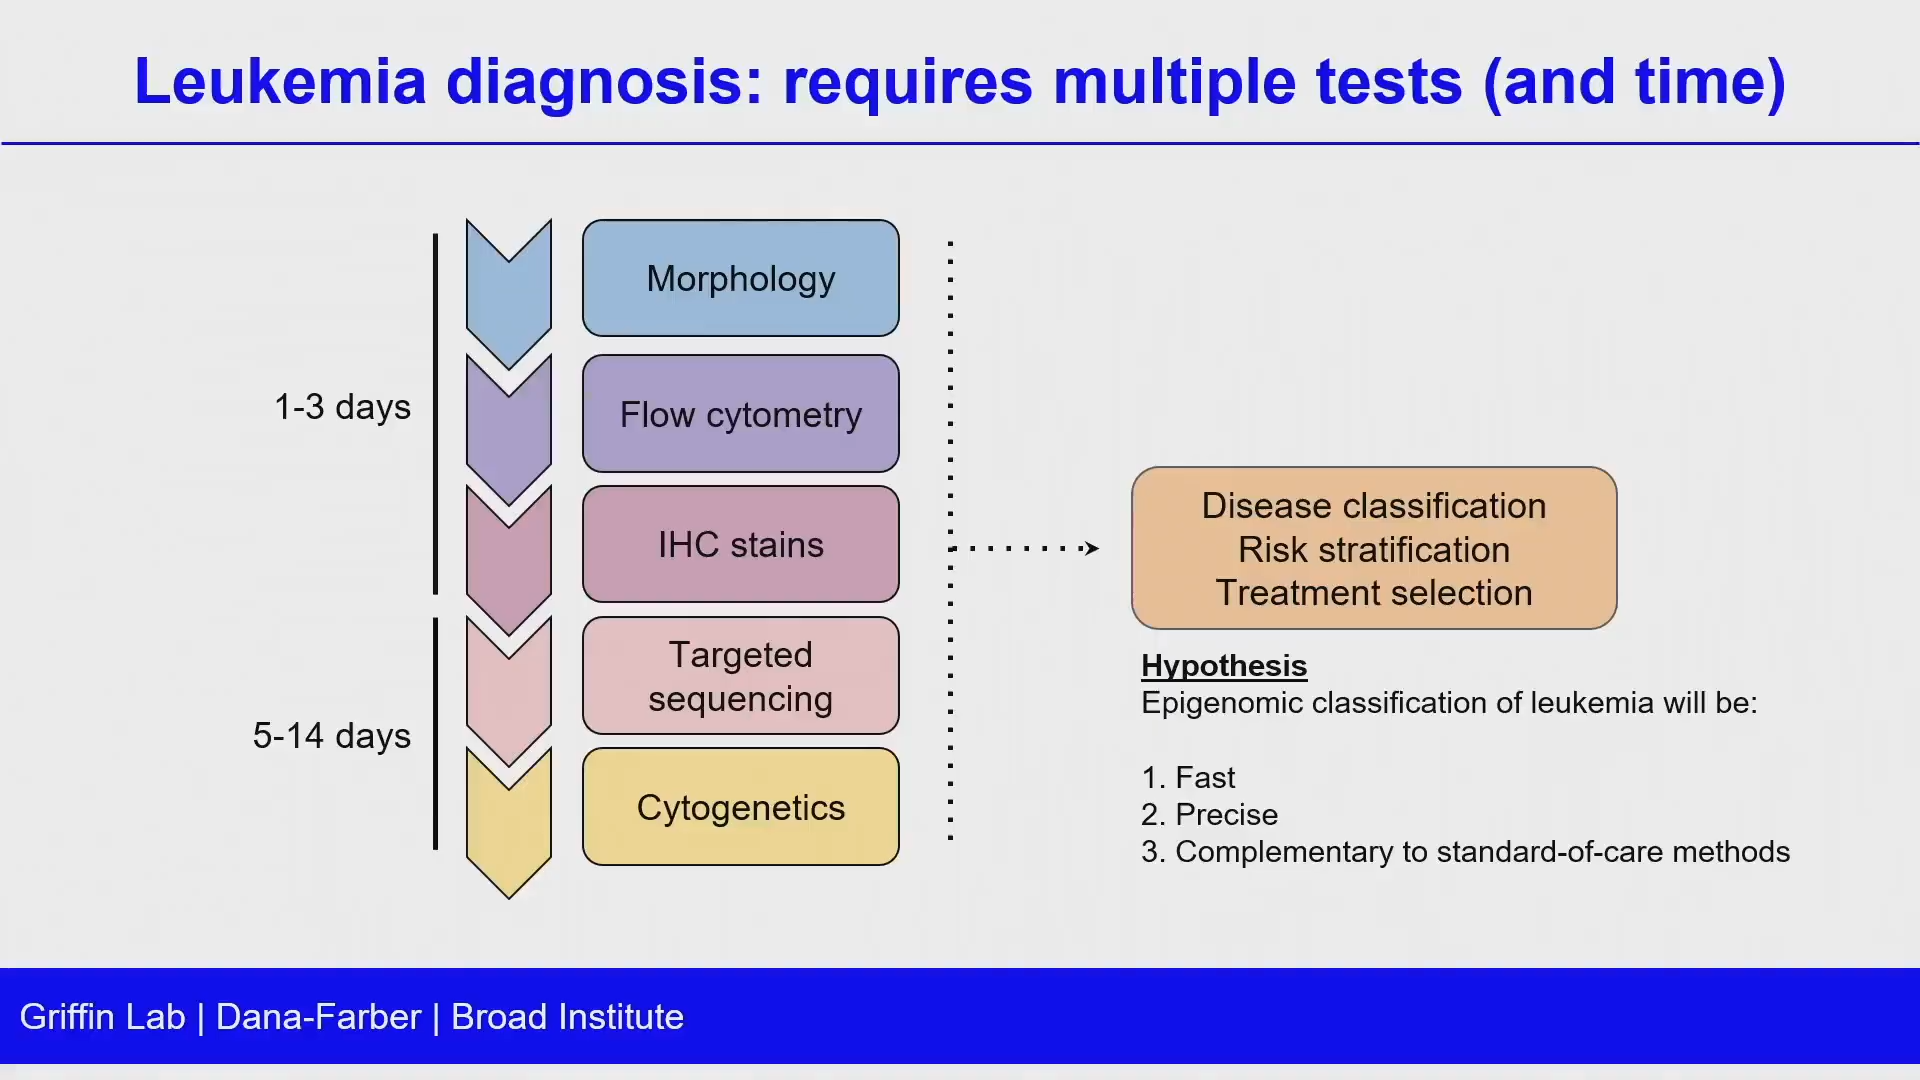 Leukemia diagnosis: requires multiple tests (and time)
1-3 days
Morphology
Flow cytometry
IHC stains
5-14 days
Targeted
sequencing
Cytogenetics
Disease classification
Risk stratification
Treatment selection
Hypothesis
Epigenomic classification of leukemia will be:
1. Fast
2. Precise
3. Complementary to standard-of-care methods
Griffin Lab | Dana-Farber | Broad Institute